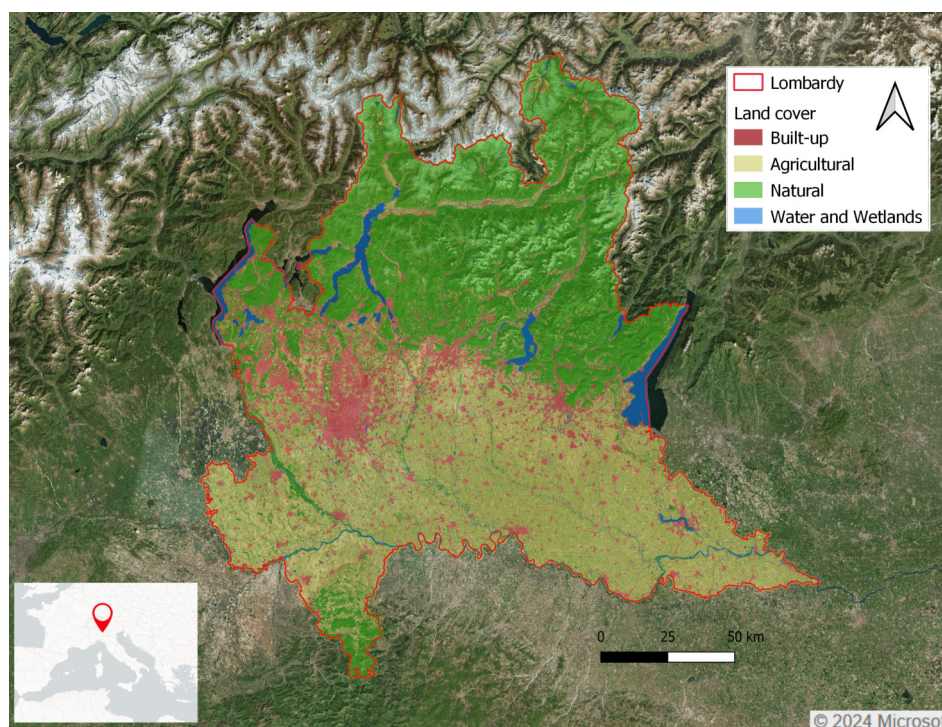 Lombardy
Land cover
Built-up
Agricultural
Natural
Water and Wetlands
0 25 50 km
© 2024 Microso